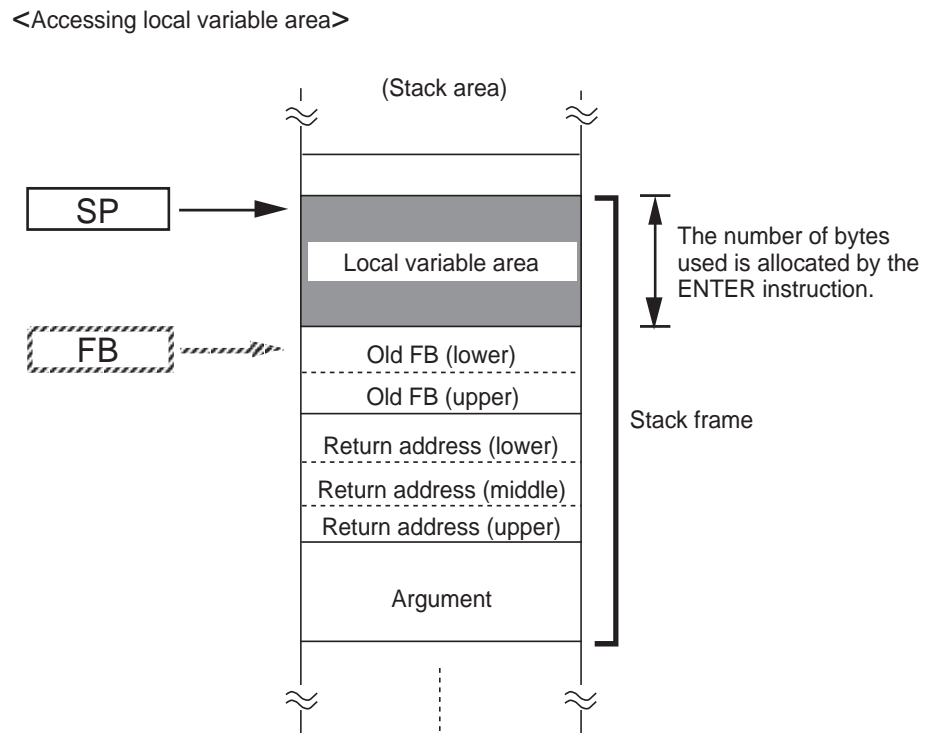 <Accessing local variable area>
(Stack area)
SP
Local variable area
The number of bytes
used is allocated by the
ENTER instruction.
FB
Old FB (lower)
Old FB (upper)
Stack frame
Return address (lower)
Return address (middle)
Return address (upper)
Argument